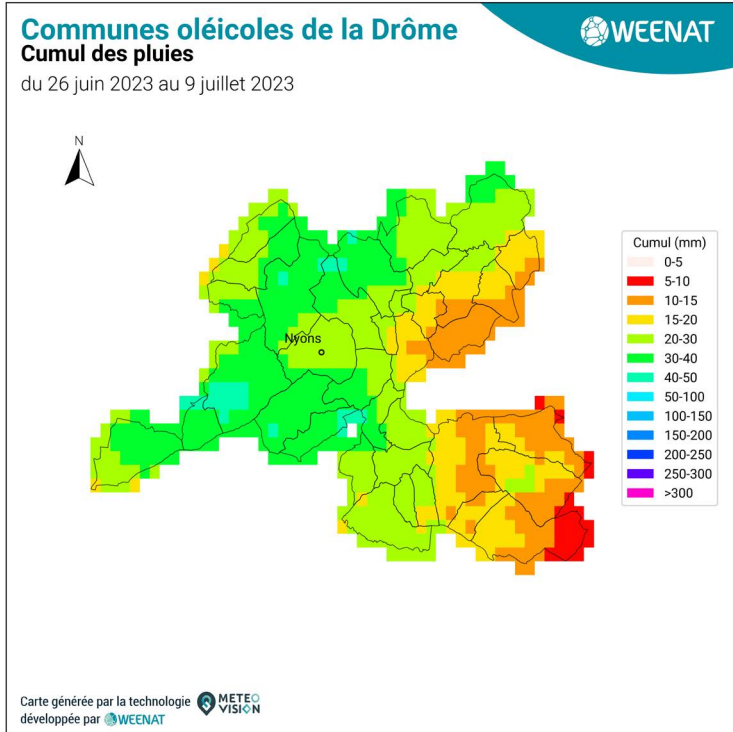 Communes oléicoles de la Drôme
Cumul des pluies
du 26 juin 2023 au 9 juillet 2023
WEENAT
N
Nyons
Cumul (mm)
0-5
5-10
10-15
15-20
20-30
30-40
40-50
50-100
100-150
150-200
200-250
250-300
>300
Carte générée par la technologie METEO VISION
développée par WEENAT